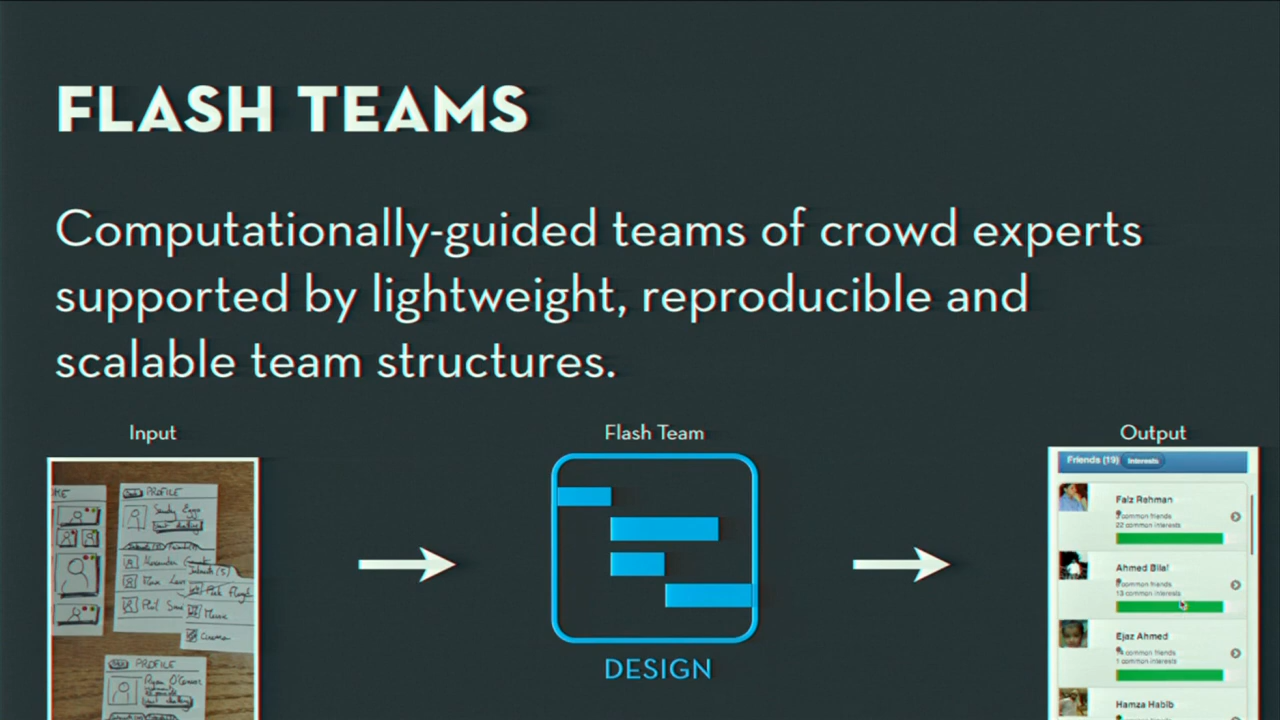 FLASH TEAMS
Computationally-guided teams of crowd experts
supported by lightweight, reproducible and
scalable team structures.
Input
Flash Team
Output
PROFILE
PROFILE
DESIGN
Friends (19) Interests
Faiz Rehman
common friends
22 common interests
Ahmed Bilal
common friends
13 common interests
Ejaz Ahmed
common friends
1 common interests
Hamza Habib